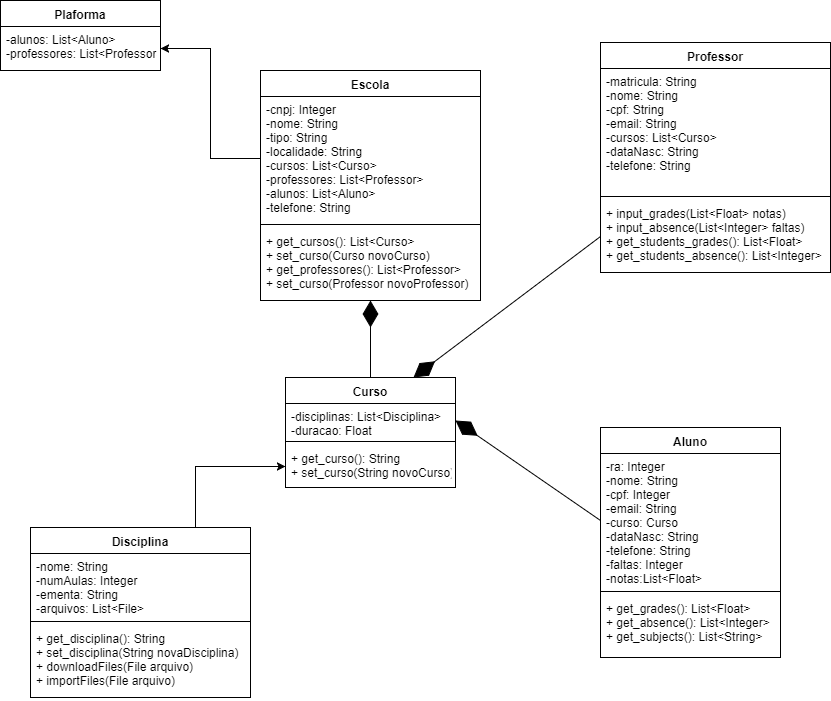 Plaforma
-alunos: List<Aluno>
-professores: List<Professor
Escola
-cnpj: Integer
-nome: String
-tipo: String
-localidade: String
-cursos: List<Curso>
-professores: List<Professor>
-alunos: List<Aluno>
-telefone: String
+ get_cursos(): List<Curso>
+ set_curso(Curso novoCurso)
+ get_professores(): List<Professor>
+ set_curso(Professor novoProfessor)
Professor
-matricula: String
-nome: String
-cpf: String
-email: String
-cursos: List<Curso>
-dataNasc: String
-telefone: String
+ input_grades(List<Float> notas)
+ input_absence(List<Integer> faltas)
+ get_students_grades(): List<Float>
+ get_students_absence(): List<Integer>
Curso
-disciplinas: List<Disciplina>
-duracao: Float
+ get_curso(): String
+ set_curso(String novoCurso)
Aluno
-ra: Integer
-nome: String
-cpf: Integer
-email: String
-curso: Curso
-dataNasc: String
-telefone: String
-faltas: Integer
-notas:List<Float>
+ get_grades(): List<Float>
+ get_absence(): List<Integer>
+ get_subjects(): List<String>
Disciplina
-nome: String
-numAulas: Integer
-ementa: String
-arquivos: List<File>
+ get_disciplina(): String
+ set_disciplina(String novaDisciplina)
+ downloadFiles(File arquivo)
+ importFiles(File arquivo)